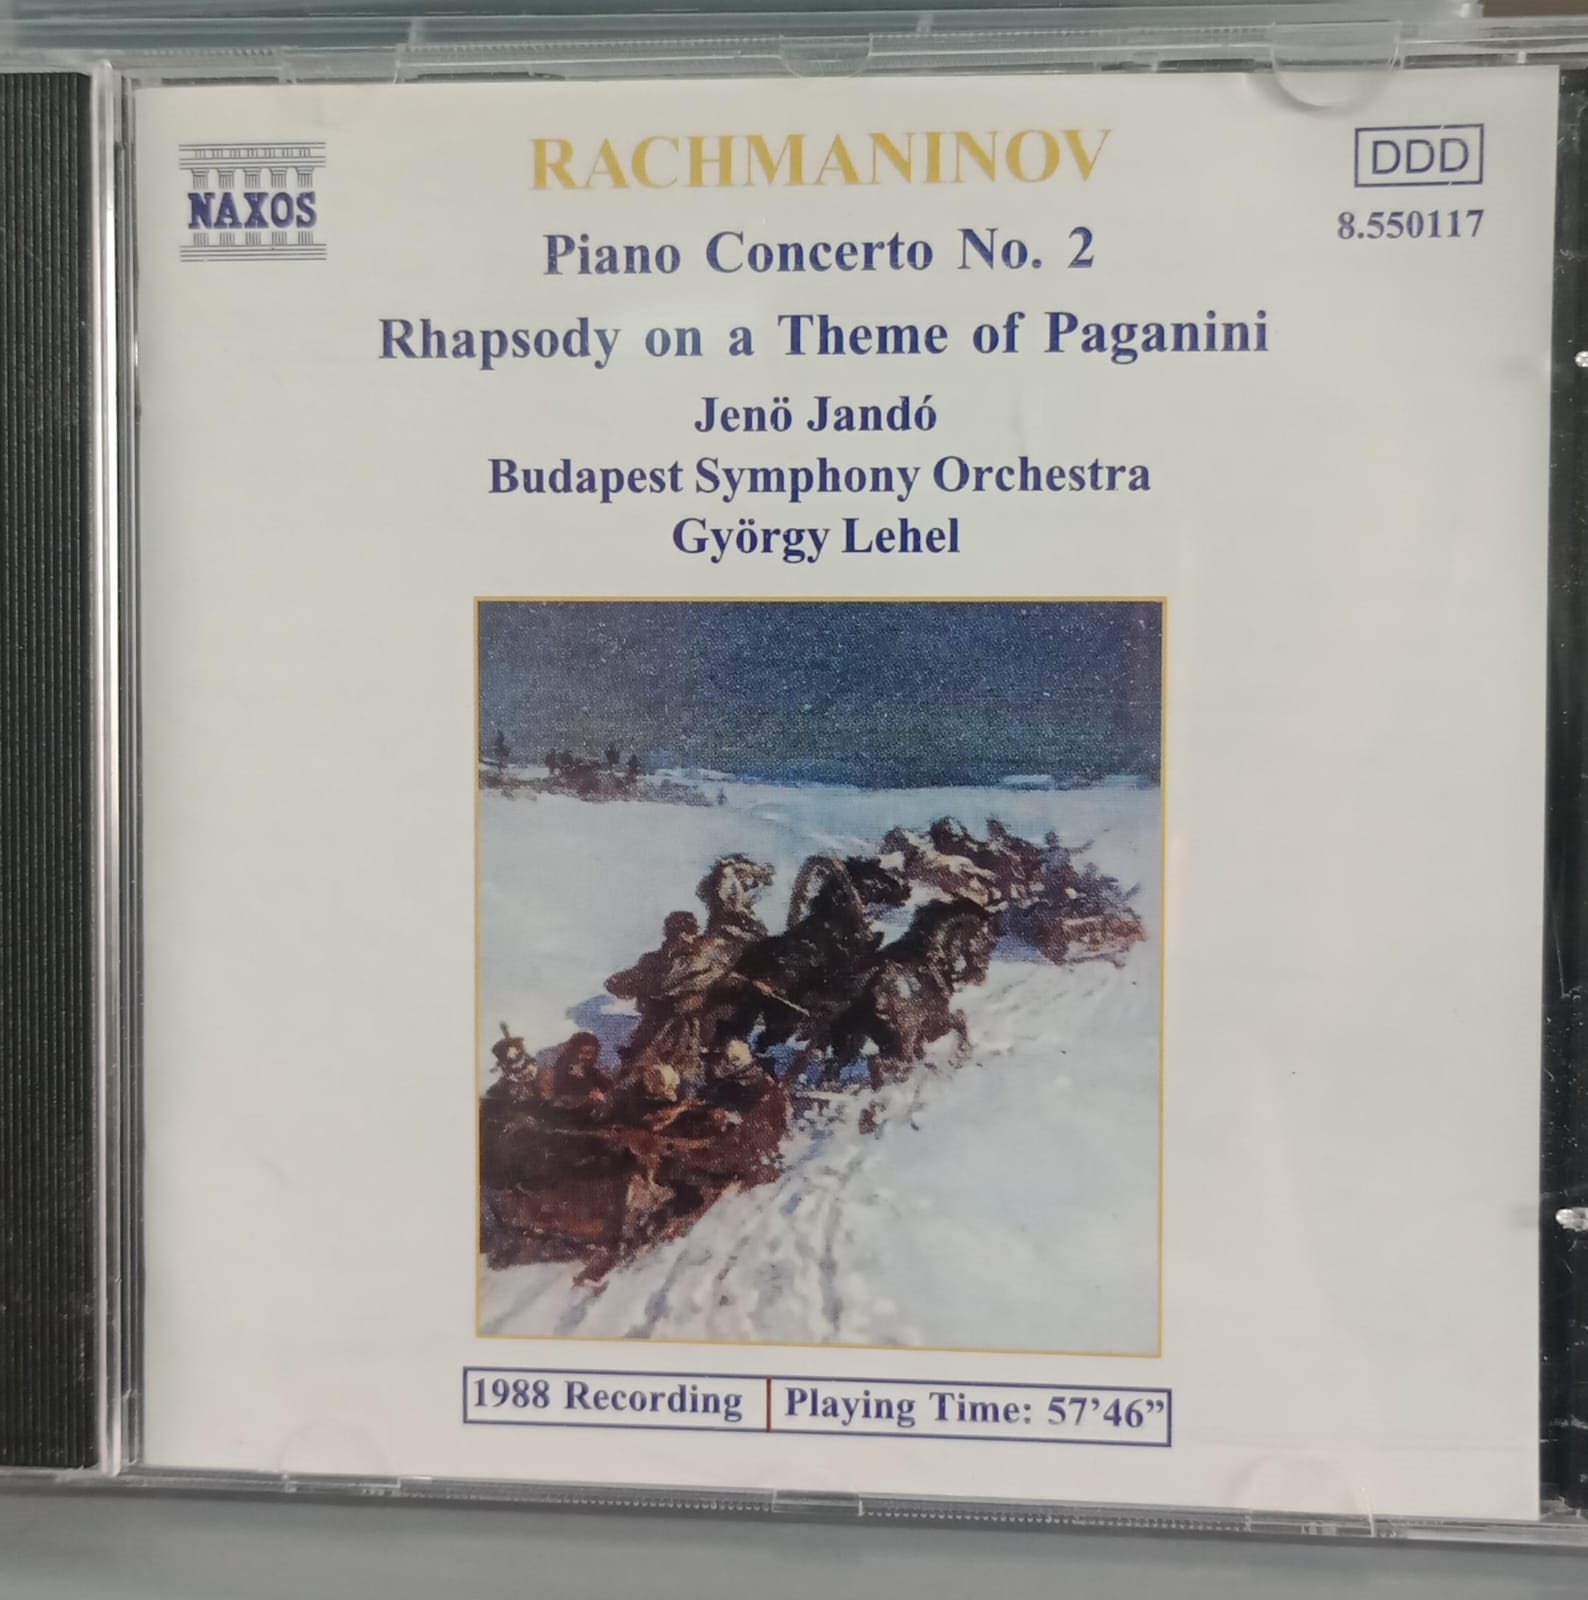 NAXOS
RACHMANINOV
DDD
8.550117
Piano Concerto No. 2
Rhapsody on a Theme of Paganini
Jenö Jandó
Budapest Symphony Orchestra
György Lehel
1988 Recording | Playing Time: 57’46”